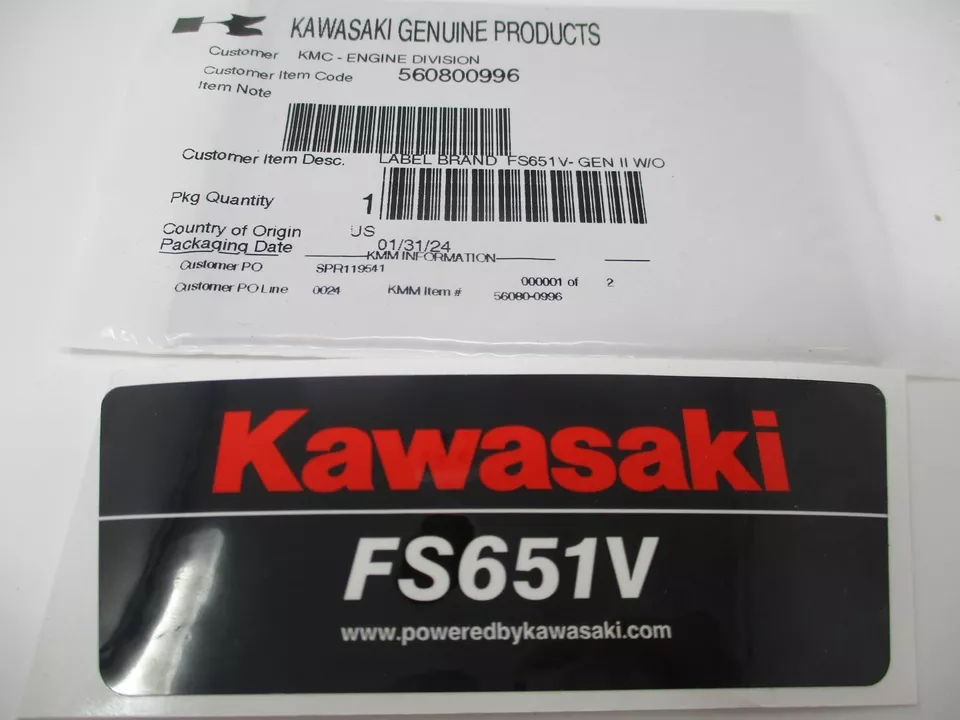 KAWASAKI GENUINE PRODUCTS
Customer KMC - ENGINE DIVISION
Customer Item Code 560800996
Item Note
Customer Item Desc. LABEL BRAND FS651V- GEN II W/O
Pkg Quantity 1
Country of Origin US
Packaging Date 01/31/24
KMM INFORMATION
Customer PO SPR119541 000001 of 2
Customer PO Line 0024 KMM Item # 56080-0996
Kawasaki
FS651V
www.poweredbykawasaki.com